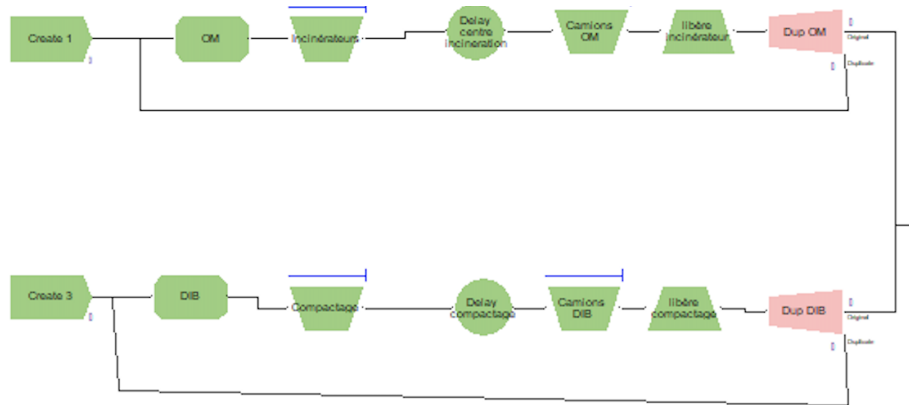 Create 1
OM
Incinérateurs
Delay
centre
incineration
Camions
OM
libère
incinérateur
Dup OM
Original
Duplicate
Create 3
DIB
Compactage
Delay
compactage
Camions
DIB
libère
compactage
Dup DIB
Original
Duplicate